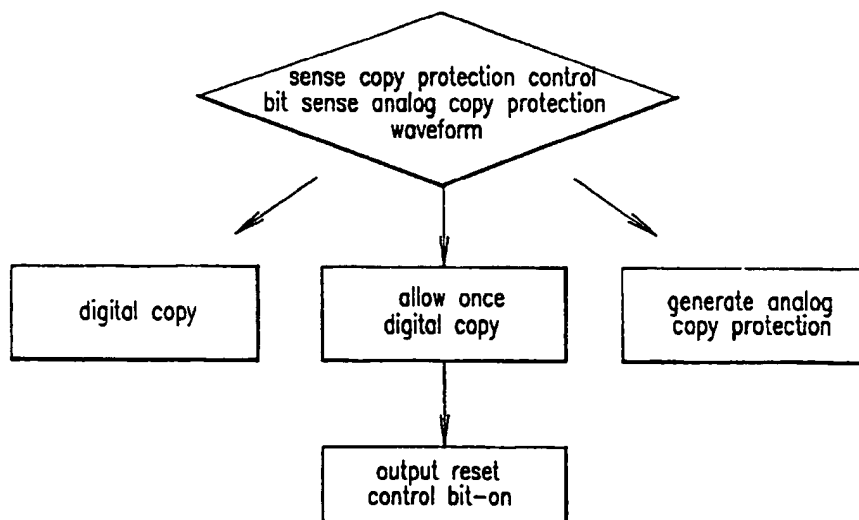 sense copy protection control
bit sense analog copy protection
waveform
digital copy
allow once
digital copy
generate analog
copy protection
output reset
control bit-on